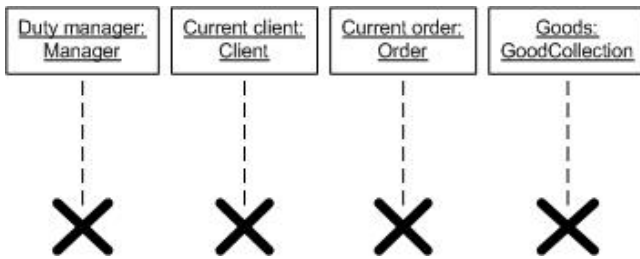 Duty manager:
Manager
Current client:
Client
Current order:
Order
Goods:
GoodCollection